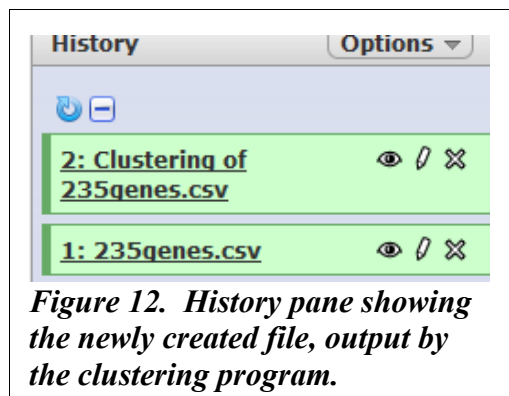 History Options
2: Clustering of
235genes.csv
1: 235genes.csv
Figure 12. History pane showing
the newly created file, output by
the clustering program.